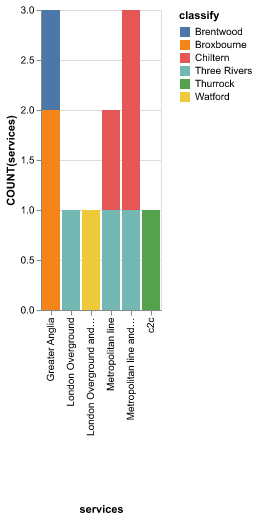 classify
Brentwood
Broxbourne
Chiltern
Three Rivers
Thurrock
Watford
COUNT(services)
3.0
2.5
2.0
1.5
1.0
0.5
0.0
Greater Anglia
London Overground
London Overground and…
Metropolitan line
Metropolitan line and…
c2c
services